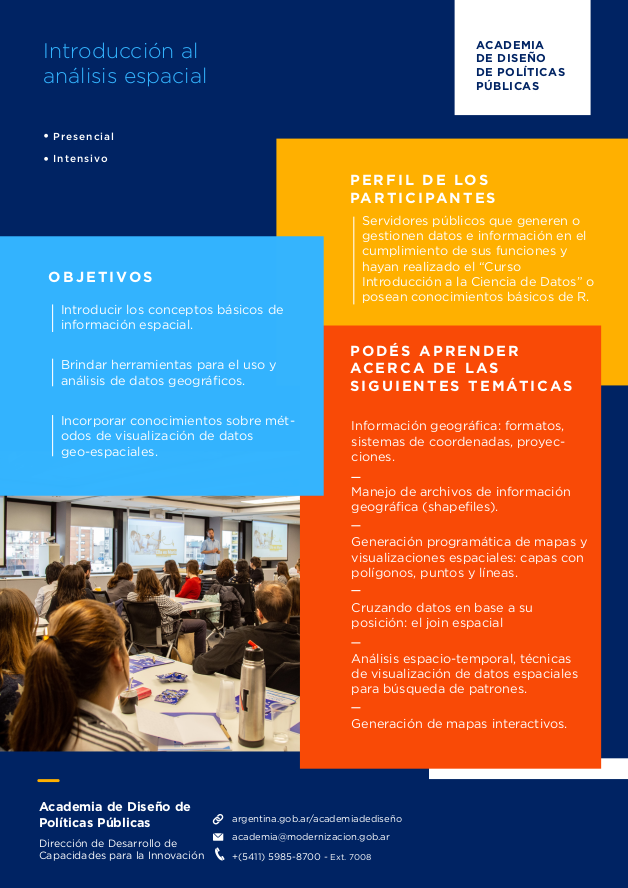 Introducción al
análisis espacial
ACADEMIA
DE DISEÑO
DE POLÍTICAS
PÚBLICAS
• Presencial
• Intensivo
PERFIL DE LOS
PARTICIPANTES
Servidores públicos que generen o
gestionen datos e información en el
cumplimiento de sus funciones y
hayan realizado el “Curso
Introducción a la Ciencia de Datos” o
posean conocimientos básicos de R.
OBJETIVOS
Introducir los conceptos básicos de
información espacial.
Brindar herramientas para el uso y
análisis de datos geográficos.
Incorporar conocimientos sobre mét-
odos de visualización de datos
geo-espaciales.
PODÉS APRENDER
ACERCA DE LAS
SIGUIENTES TEMÁTICAS
Información geográfica: formatos,
sistemas de coordenadas, proyec-
ciones.
—
Manejo de archivos de información
geográfica (shapefiles).
—
Generación programática de mapas y
visualizaciones espaciales: capas con
polígonos, puntos y líneas.
—
Cruzando datos en base a su
posición: el join espacial
—
Análisis espacio-temporal, técnicas
de visualización de datos espaciales
para búsqueda de patrones.
—
Generación de mapas interactivos.
Academia de Diseño de
Políticas Públicas
Dirección de Desarrollo de
Capacidades para la Innovación
argentina.gob.ar/academiadediseño
academia@modernizacion.gob.ar
+(5411) 5985-8700 - Ext. 7008